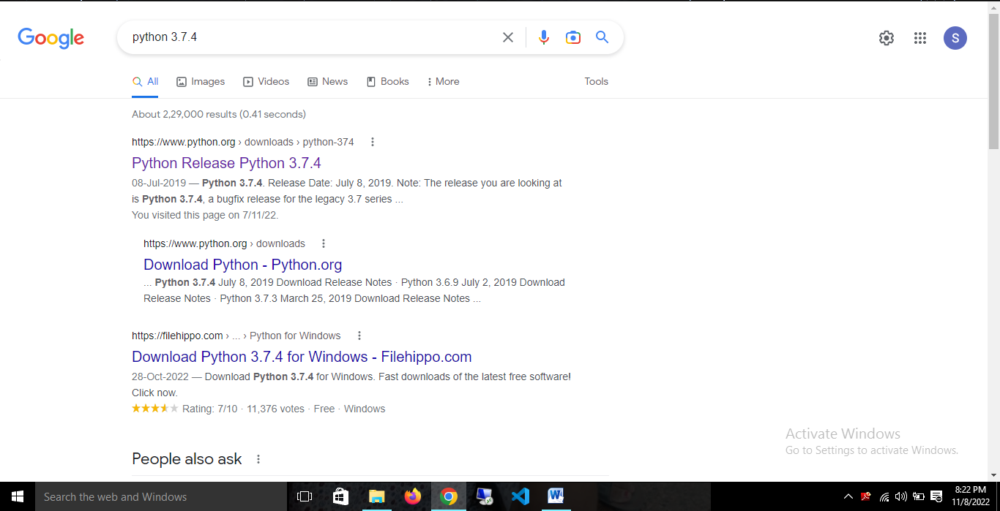 Google
python 3.7.4
S
All Images Videos News Books More Tools
About 2,29,000 results (0.41 seconds)
https://www.python.org › downloads › python-374
Python Release Python 3.7.4
08-Jul-2019 — Python 3.7.4. Release Date: July 8, 2019. Note: The release you are looking at
is Python 3.7.4, a bugfix release for the legacy 3.7 series ...
You visited this page on 7/11/22.
https://www.python.org › downloads
Download Python - Python.org
... Python 3.7.4 July 8, 2019 Download Release Notes · Python 3.6.9 July 2, 2019 Download
Release Notes · Python 3.7.3 March 25, 2019 Download Release Notes ...
https://filehippo.com › ... › Python for Windows
Download Python 3.7.4 for Windows - Filehippo.com
28-Oct-2022 — Download Python 3.7.4 for Windows. Fast downloads of the latest free software!
Click now.
Rating: 7/10 · 11,376 votes · Free · Windows
People also ask
Activate Windows
Go to Settings to activate Windows.
Search the web and Windows
8:22 PM
11/8/2022